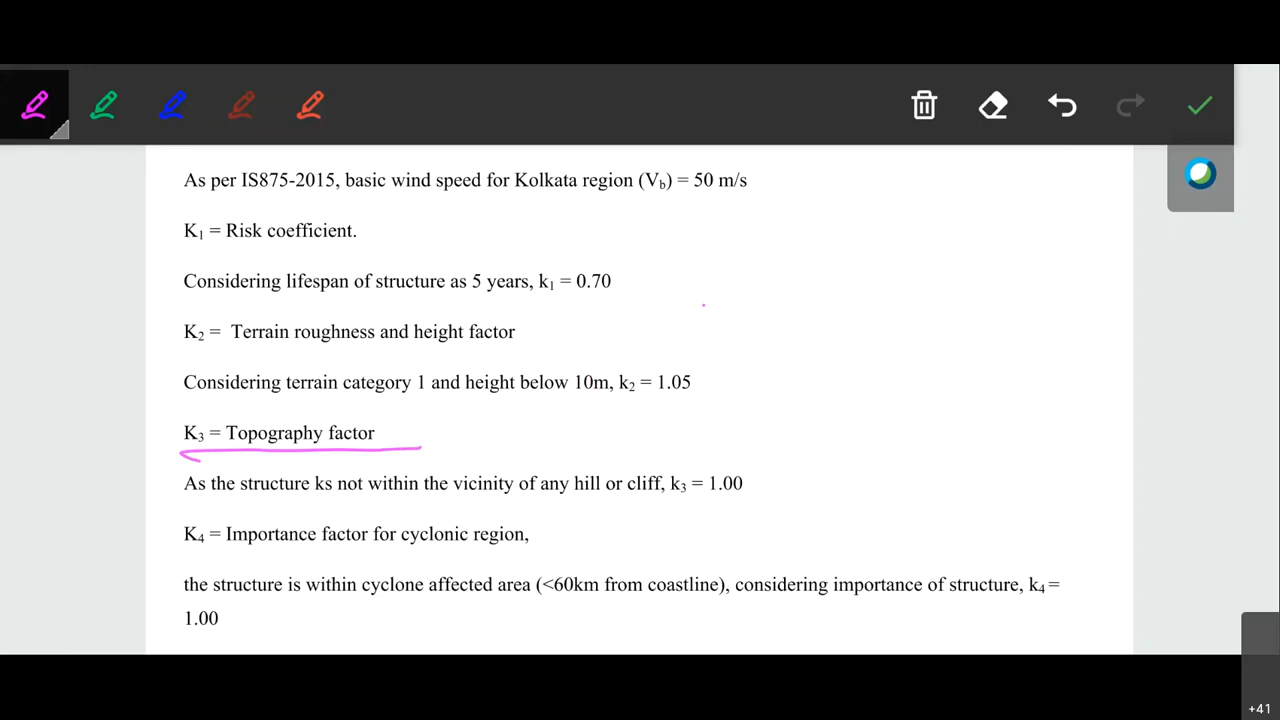 As per IS875-2015, basic wind speed for Kolkata region (Vb) = 50 m/s
K1 = Risk coefficient.
Considering lifespan of structure as 5 years, k1 = 0.70
K2 = Terrain roughness and height factor
Considering terrain category 1 and height below 10m, k2 = 1.05
K3 = Topography factor
As the structure ks not within the vicinity of any hill or cliff, k3 = 1.00
K4 = Importance factor for cyclonic region,
the structure is within cyclone affected area (<60km from coastline), considering importance of structure, k4 =
1.00
+41